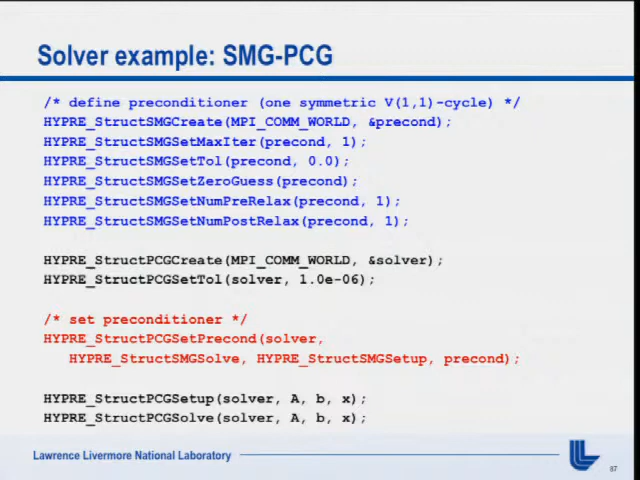 Solver example: SMG-PCG
/* define preconditioner (one symmetric V(1,1)-cycle) */
HYPRE_StructSMGCreate(MPI_COMM_WORLD, &precond);
HYPRE_StructSMGSetMaxIter(precond, 1);
HYPRE_StructSMGSetTol(precond, 0.0);
HYPRE_StructSMGSetZeroGuess(precond);
HYPRE_StructSMGSetNumPreRelax(precond, 1);
HYPRE_StructSMGSetNumPostRelax(precond, 1);
HYPRE_StructPCGCreate(MPI_COMM_WORLD, &solver);
HYPRE_StructPCGSetTol(solver, 1.0e-06);
/* set preconditioner */
HYPRE_StructPCGSetPrecond(solver,
HYPRE_StructSMGSolve, HYPRE_StructSMGSetup, precond);
HYPRE_StructPCGSetup(solver, A, b, x);
HYPRE_StructPCGSolve(solver, A, b, x);
Lawrence Livermore National Laboratory
87